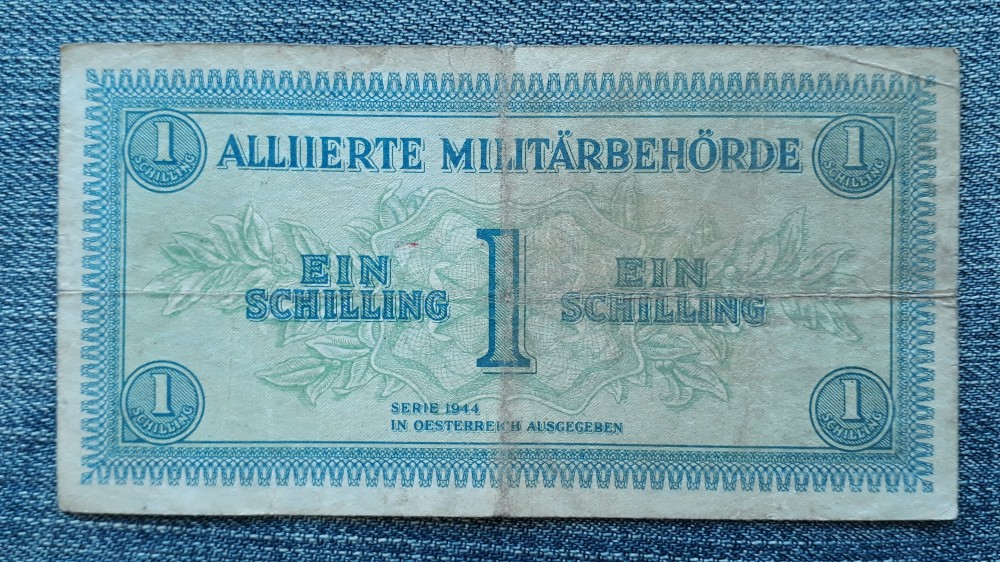 1 SCHILLING
ALLIIERTE MILITÄRBEHÖRDE
1 SCHILLING
EIN
SCHILLING
1
EIN
SCHILLING
SERIE 1944
IN OESTERREICH AUSGEGEBEN
1 SCHILLING
1 SCHILLING